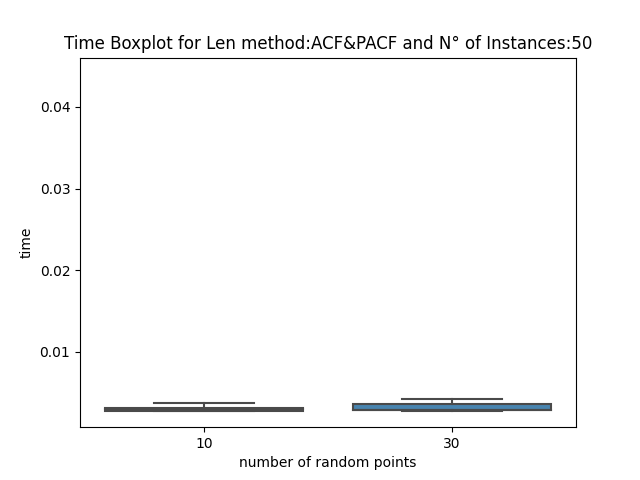 Time Boxplot for Len method:ACF&PACF and N° of Instances:50
0.04
0.03
0.02
0.01
time
10
30
number of random points